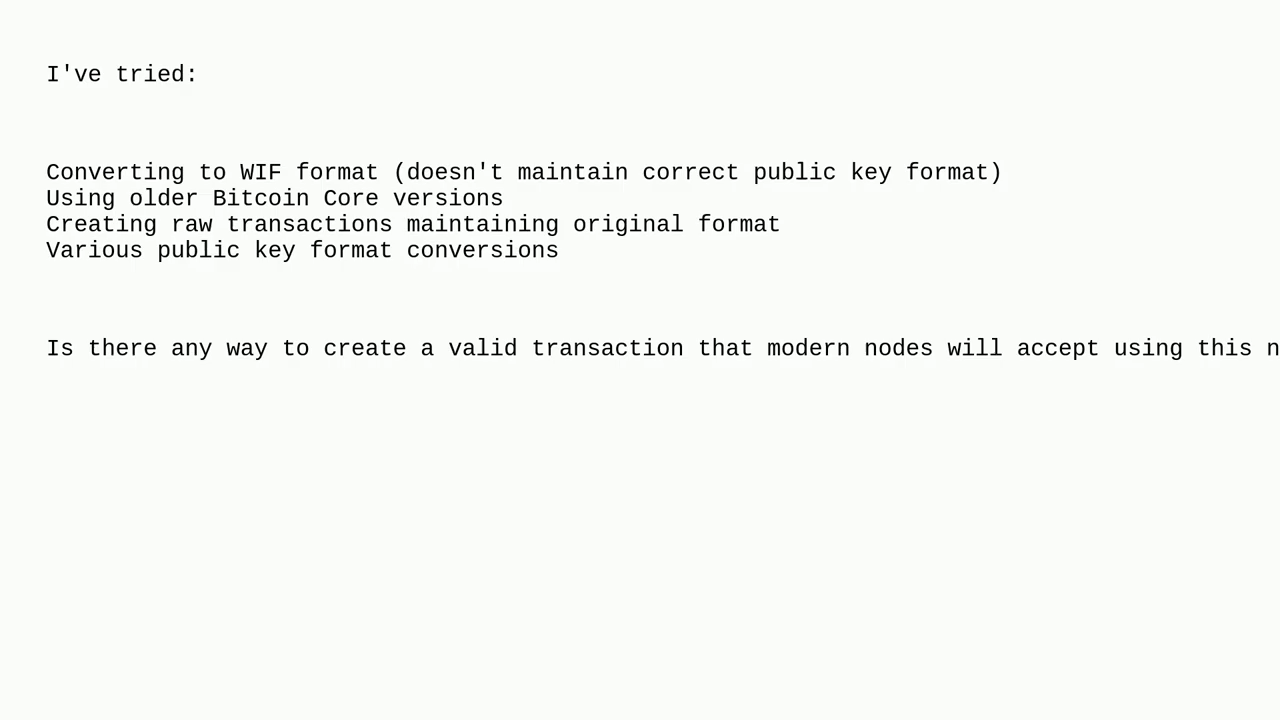 I've tried:
Converting to WIF format (doesn't maintain correct public key format)
Using older Bitcoin Core versions
Creating raw transactions maintaining original format
Various public key format conversions
Is there any way to create a valid transaction that modern nodes will accept using this